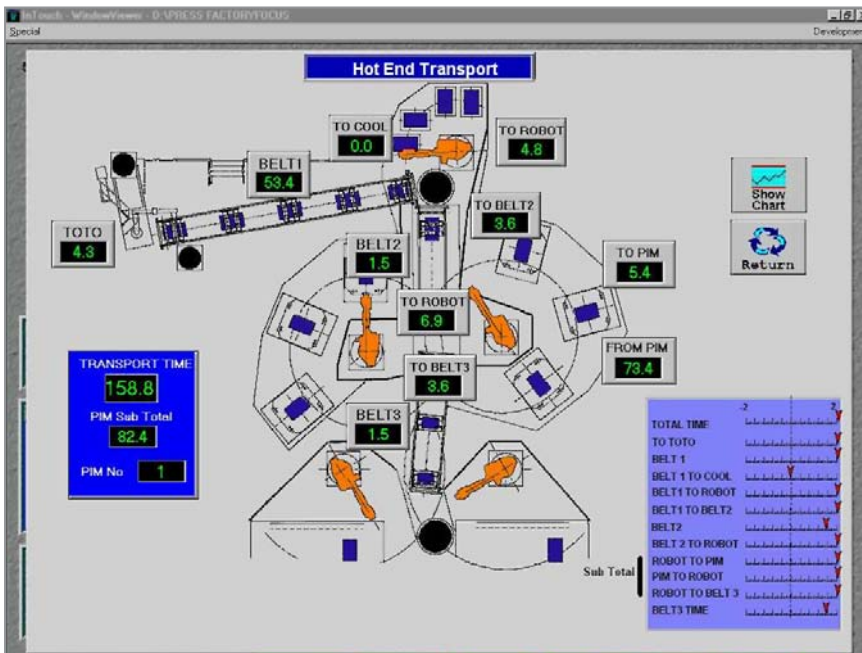 InTouch - WindowViewer - D:\PRESS FACTORYFOCUS
Special
Development
Hot End Transport
TO COOL
0.0
TO ROBOT
4.8
BELT1
53.4
TO BELT2
3.6
Show
Chart
TOTO
4.3
BELT2
1.5
TO PIM
5.4
Return
TO ROBOT
6.9
FROM PIM
73.4
TO BELT3
3.6
BELT3
1.5
TRANSPORT TIME
158.8
PIM Sub Total
82.4
PIM No 1
-2 2
TOTAL TIME
TO TOTO
BELT 1
BELT 1 TO COOL
BELT1 TO ROBOT
BELT1 TO BELT2
BELT2
BELT 2 TO ROBOT
Sub Total
ROBOT TO PIM
PIM TO ROBOT
ROBOT TO BELT 3
BELT3 TIME